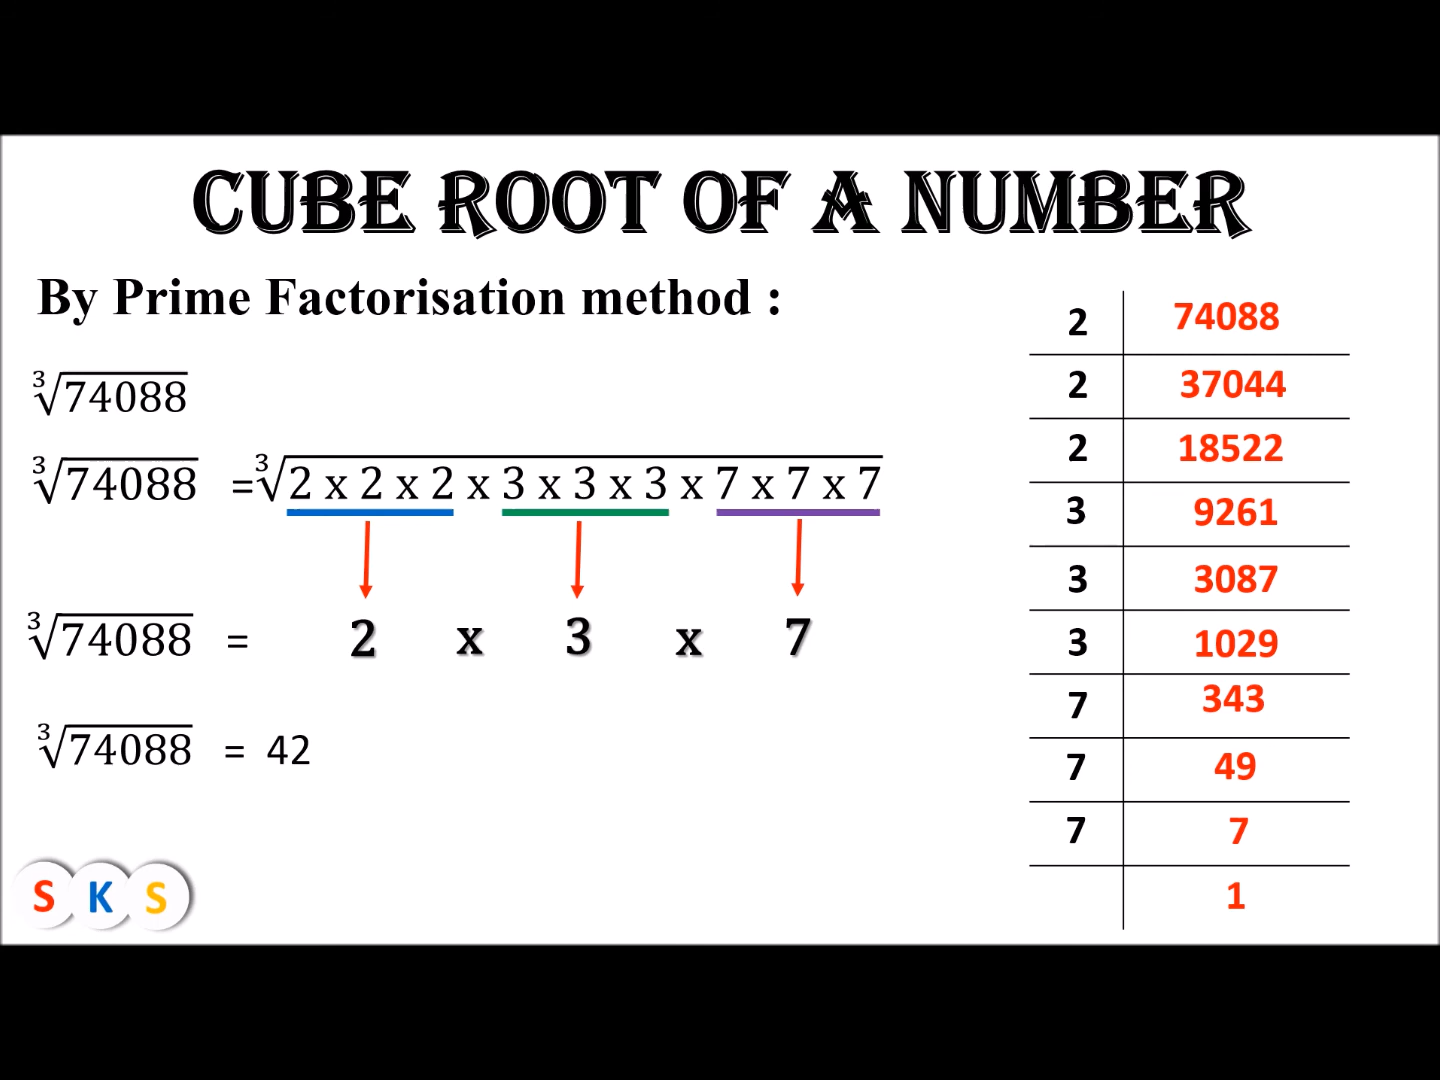 CUBE ROOT OF A NUMBER
By Prime Factorisation method :
∛74088
∛74088 = ∛2 x 2 x 2 x 3 x 3 x 3 x 7 x 7 x 7
∛74088 = 2 x 3 x 7
∛74088 = 42
2 74088
2 37044
2 18522
3 9261
3 3087
3 1029
7 343
7 49
7 7
1
S K S